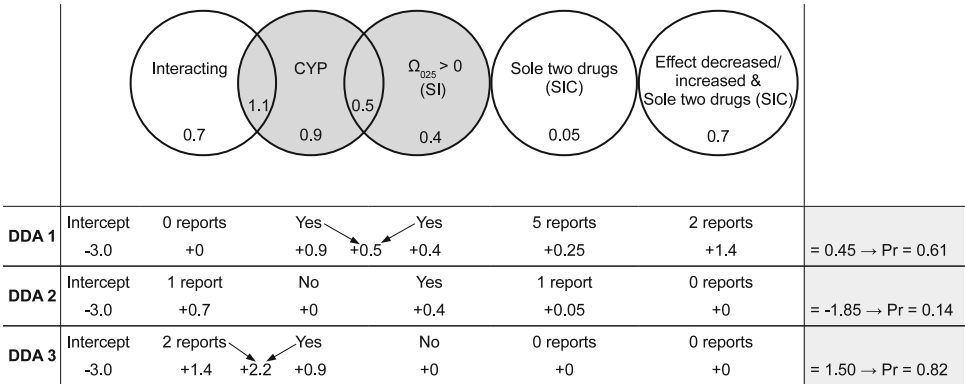 Interacting
CYP
Ω025 > 0
(SI)
Sole two drugs
(SIC)
Effect decreased/
increased &
Sole two drugs (SIC)
1.1
0.5
0.7
0.9
0.4
0.05
0.7
DDA 1
Intercept 0 reports Yes Yes 5 reports 2 reports
-3.0 +0 +0.9 +0.5 +0.4 +0.25 +1.4 = 0.45 → Pr = 0.61
DDA 2
Intercept 1 report No Yes 1 report 0 reports
-3.0 +0.7 +0 +0.4 +0.05 +0 = -1.85 → Pr = 0.14
DDA 3
Intercept 2 reports Yes No 0 reports 0 reports
-3.0 +1.4 +2.2 +0.9 +0 +0 +0 = 1.50 → Pr = 0.82